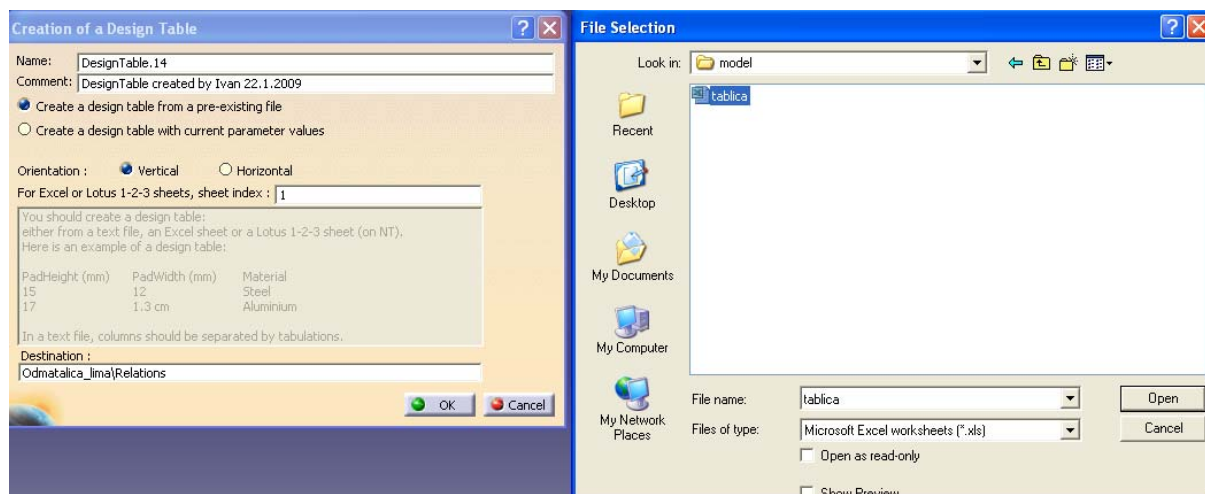 Creation of a Design Table
Name: DesignTable.14
Comment: DesignTable created by Ivan 22.1.2009
Create a design table from a pre-existing file
Create a design table with current parameter values
Orientation : Vertical Horizontal
For Excel or Lotus 1-2-3 sheets, sheet index : 1
You should create a design table:
either from a text file, an Excel sheet or a Lotus 1-2-3 sheet (on NT).
Here is an example of a design table:
PadHeight (mm) PadWidth (mm) Material
15 12 Steel
17 1.3 cm Aluminium
In a text file, columns should be separated by tabulations.
Destination :
Odmatalica_lima\Relations
OK Cancel
File Selection
Look in: model
tablica
Recent
Desktop
My Documents
My Computer
My Network
Places
File name: tablica Open
Files of type: Microsoft Excel worksheets (*.xls) Cancel
Open as read-only
Show Preview